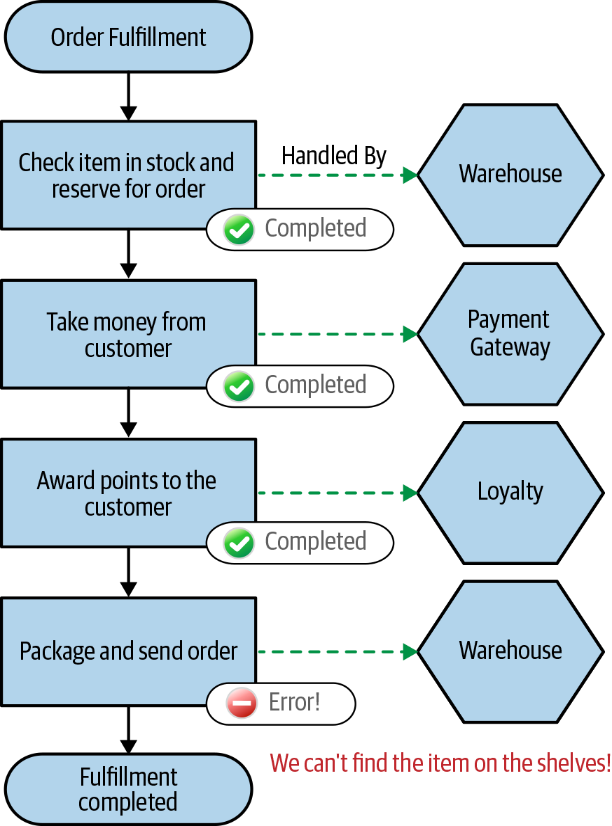 Order Fulfillment
Check item in stock and
reserve for order
Handled By
Warehouse
Completed
Take money from
customer
Payment
Gateway
Completed
Award points to the
customer
Loyalty
Completed
Package and send order
Warehouse
Error!
We can't find the item on the shelves!
Fulfillment
completed